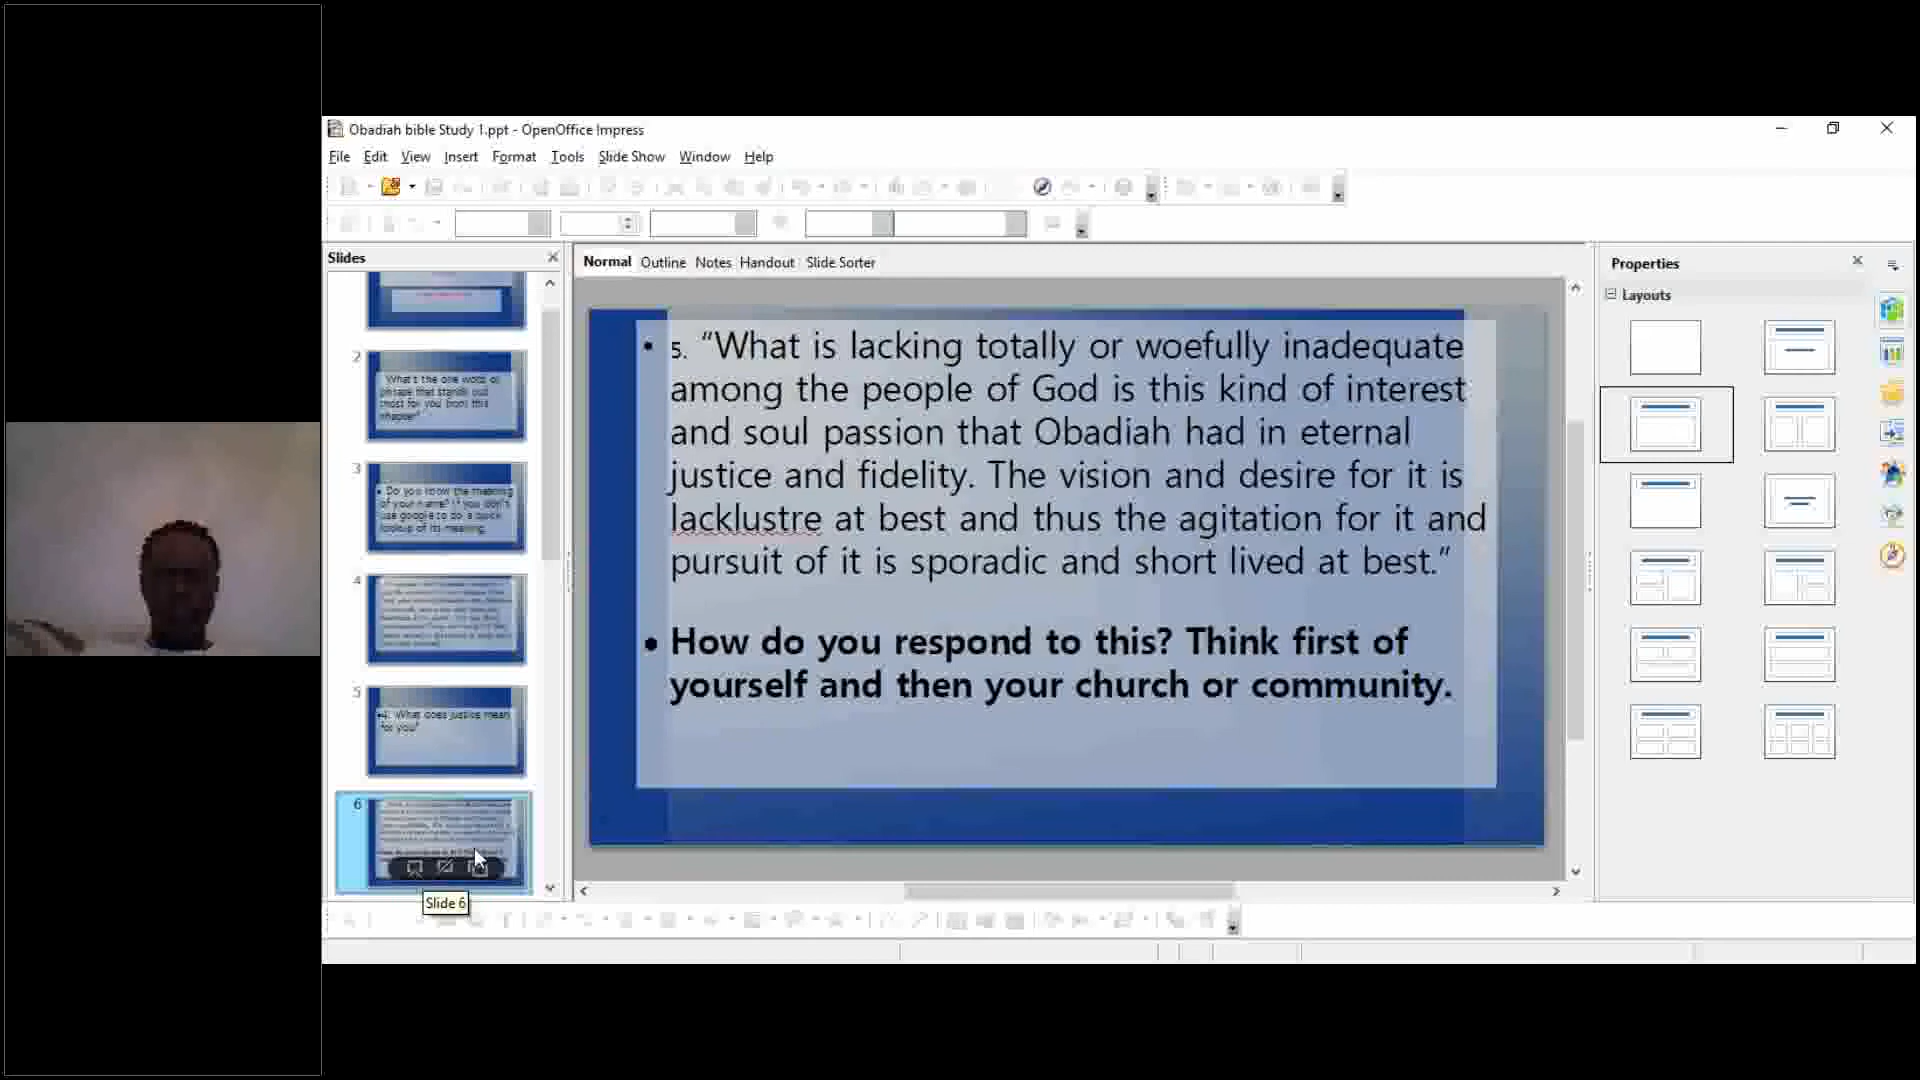 Obadiah bible Study 1.ppt - OpenOffice Impress
File Edit View Insert Format Tools Slide Show Window Help
Slides
Normal Outline Notes Handout Slide Sorter
Properties
Layouts
2
What's the one word or
phrase that stands out
most for you from this
chapter"
3
• Do you know the meaning
of your name? If you don't
use google to do a quick
lookup of its meaning.
4
5
•4. What does justice mean
for you?
6
Slide 6
• 5. “What is lacking totally or woefully inadequate
among the people of God is this kind of interest
and soul passion that Obadiah had in eternal
justice and fidelity. The vision and desire for it is
lacklustre at best and thus the agitation for it and
pursuit of it is sporadic and short lived at best.”
• How do you respond to this? Think first of
yourself and then your church or community.